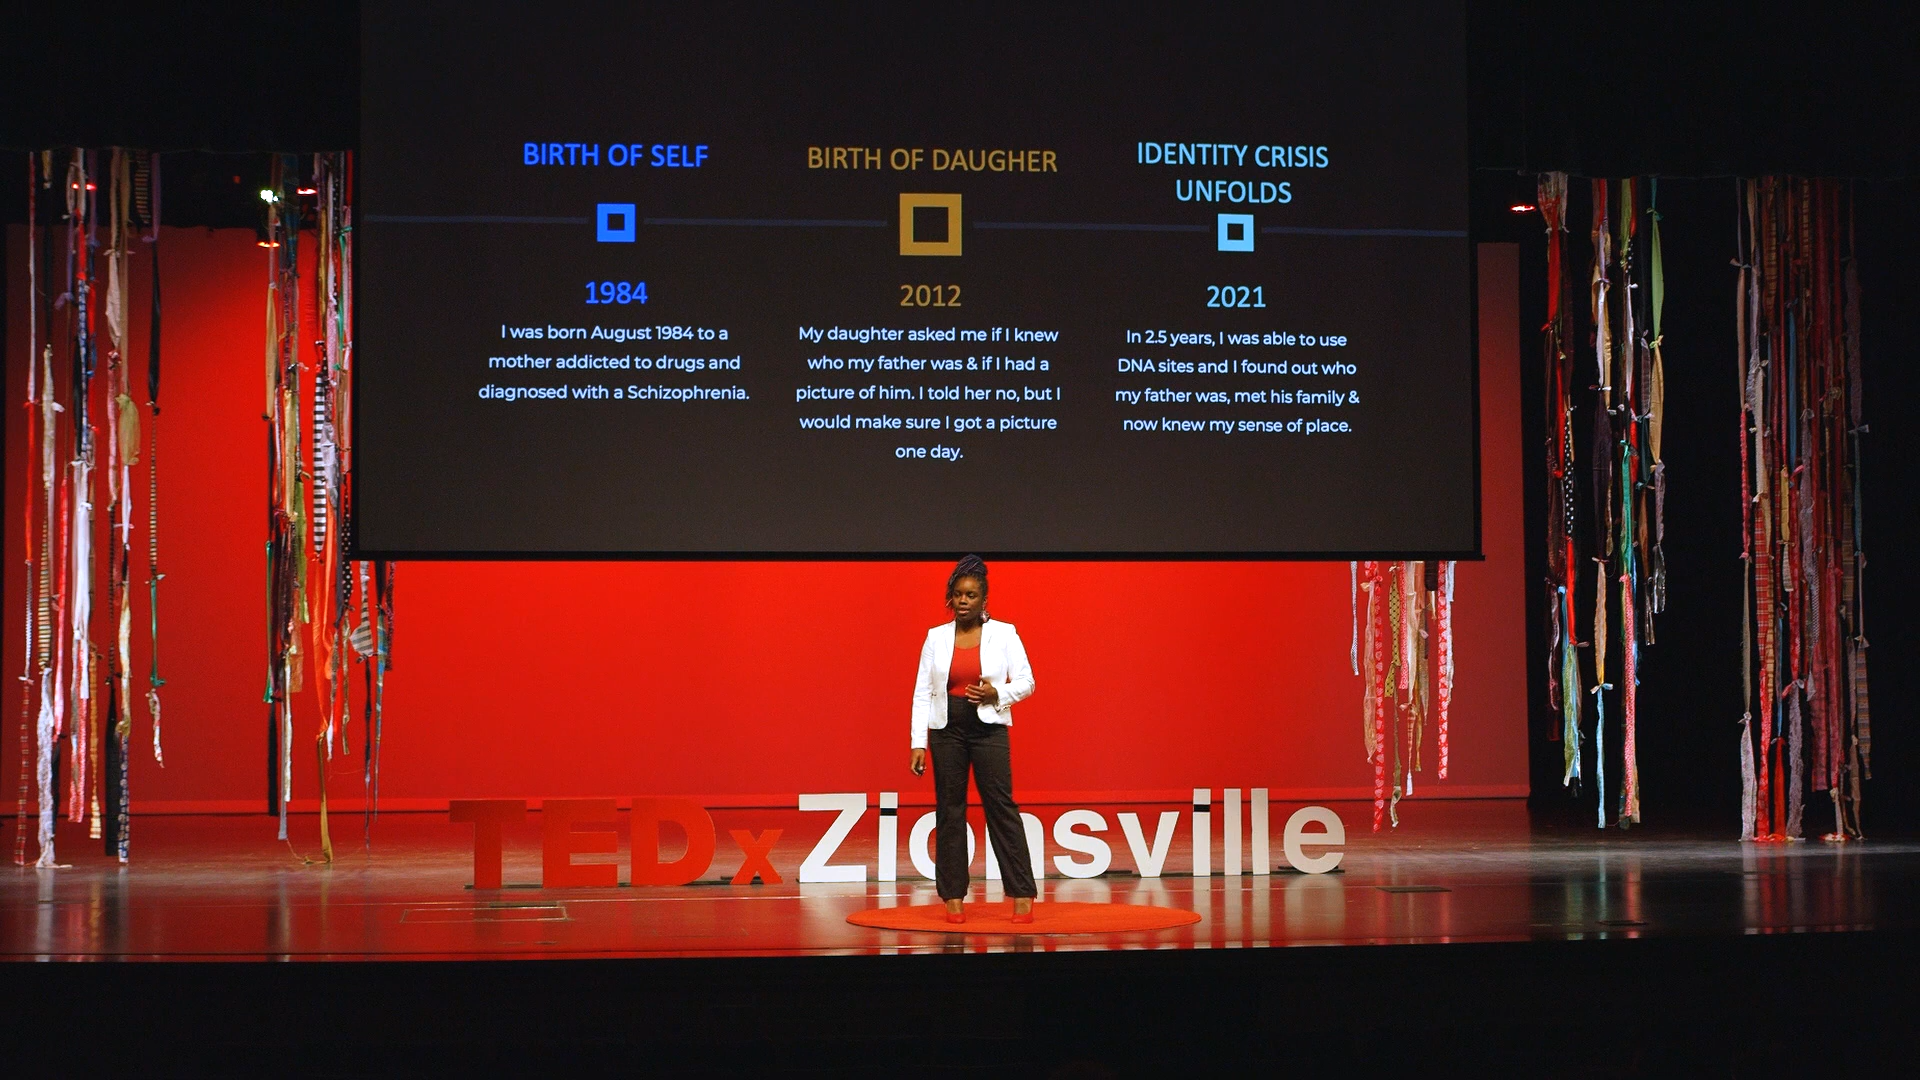 BIRTH OF SELF
1984
I was born August 1984 to a
mother addicted to drugs and
diagnosed with a Schizophrenia.
BIRTH OF DAUGHER
2012
My daughter asked me if I knew
who my father was & if I had a
picture of him. I told her no, but I
would make sure I got a picture
one day.
IDENTITY CRISIS
UNFOLDS
2021
In 2.5 years, I was able to use
DNA sites and I found out who
my father was, met his family &
now knew my sense of place.
TEDxZionsville